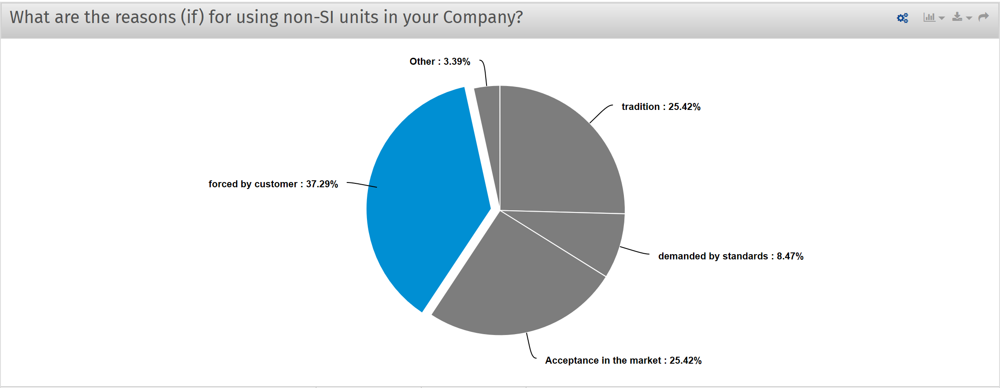 What are the reasons (if) for using non-SI units in your Company?
Other : 3.39%
tradition : 25.42%
forced by customer : 37.29%
demanded by standards : 8.47%
Acceptance in the market : 25.42%